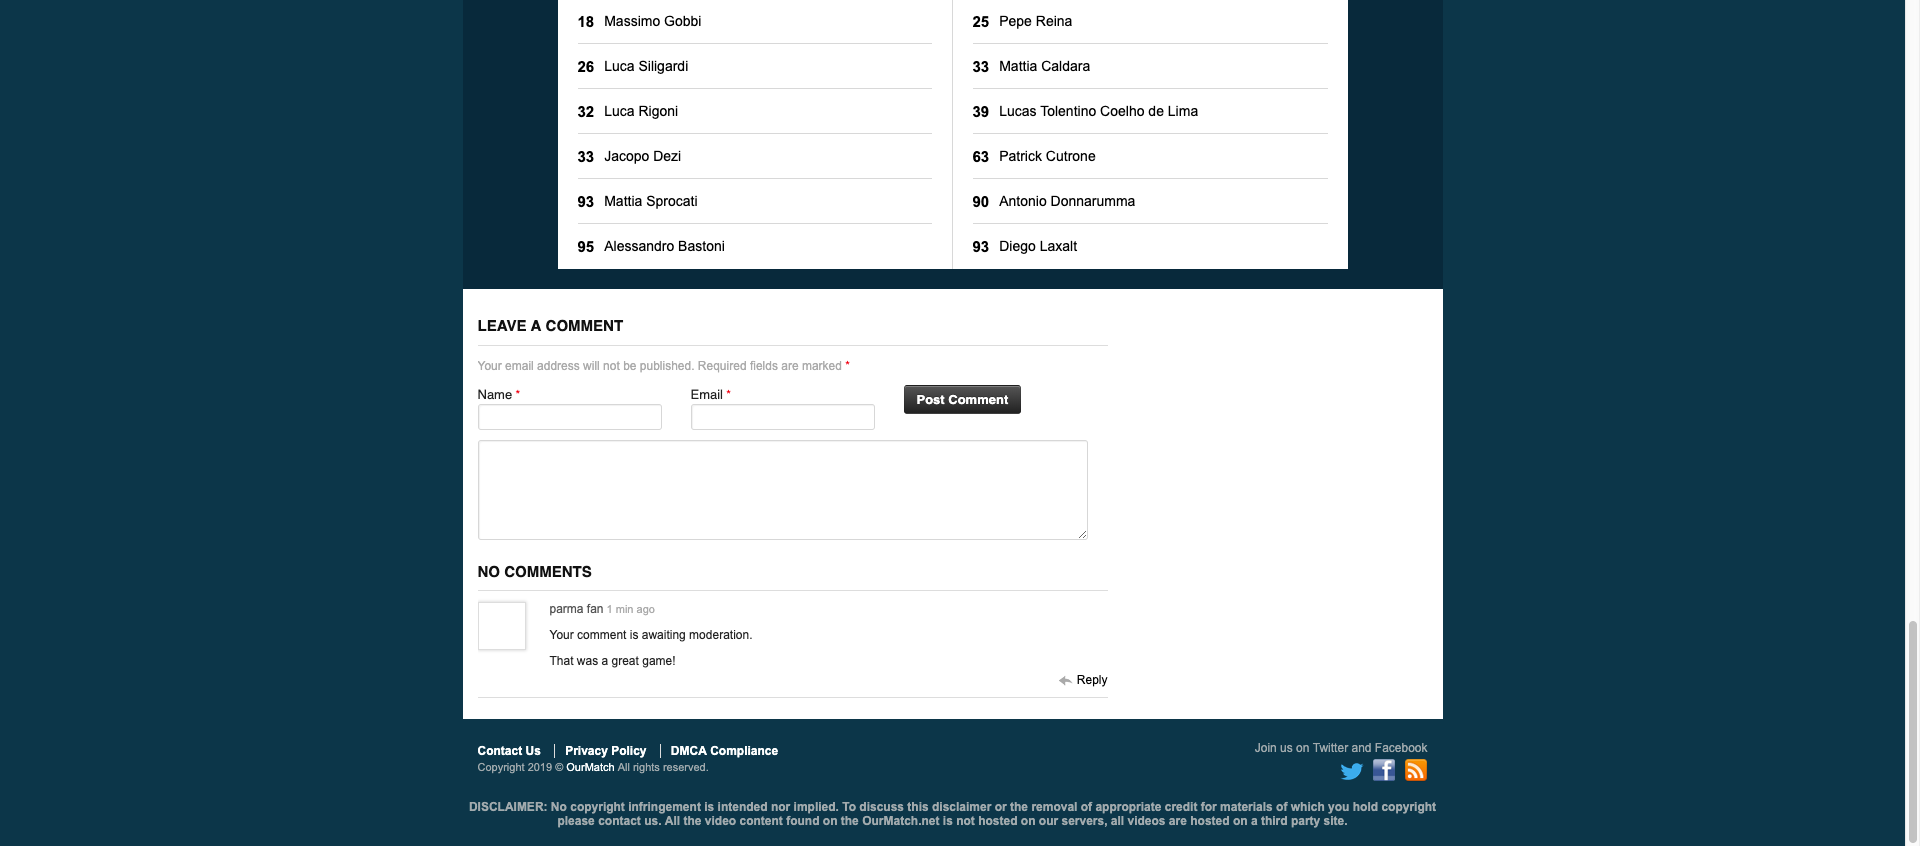 18 Massimo Gobbi
26 Luca Siligardi
32 Luca Rigoni
33 Jacopo Dezi
93 Mattia Sprocati
95 Alessandro Bastoni
25 Pepe Reina
33 Mattia Caldara
39 Lucas Tolentino Coelho de Lima
63 Patrick Cutrone
90 Antonio Donnarumma
93 Diego Laxalt
LEAVE A COMMENT
Your email address will not be published. Required fields are marked *
Name * Email * Post Comment
NO COMMENTS
parma fan 1 min ago
Your comment is awaiting moderation.
That was a great game!
Reply
Contact Us Privacy Policy DMCA Compliance
Copyright 2019 © OurMatch All rights reserved.
Join us on Twitter and Facebook
DISCLAIMER: No copyright infringement is intended nor implied. To discuss this disclaimer or the removal of appropriate credit for materials of which you hold copyright
please contact us. All the video content found on the OurMatch.net is not hosted on our servers, all videos are hosted on a third party site.